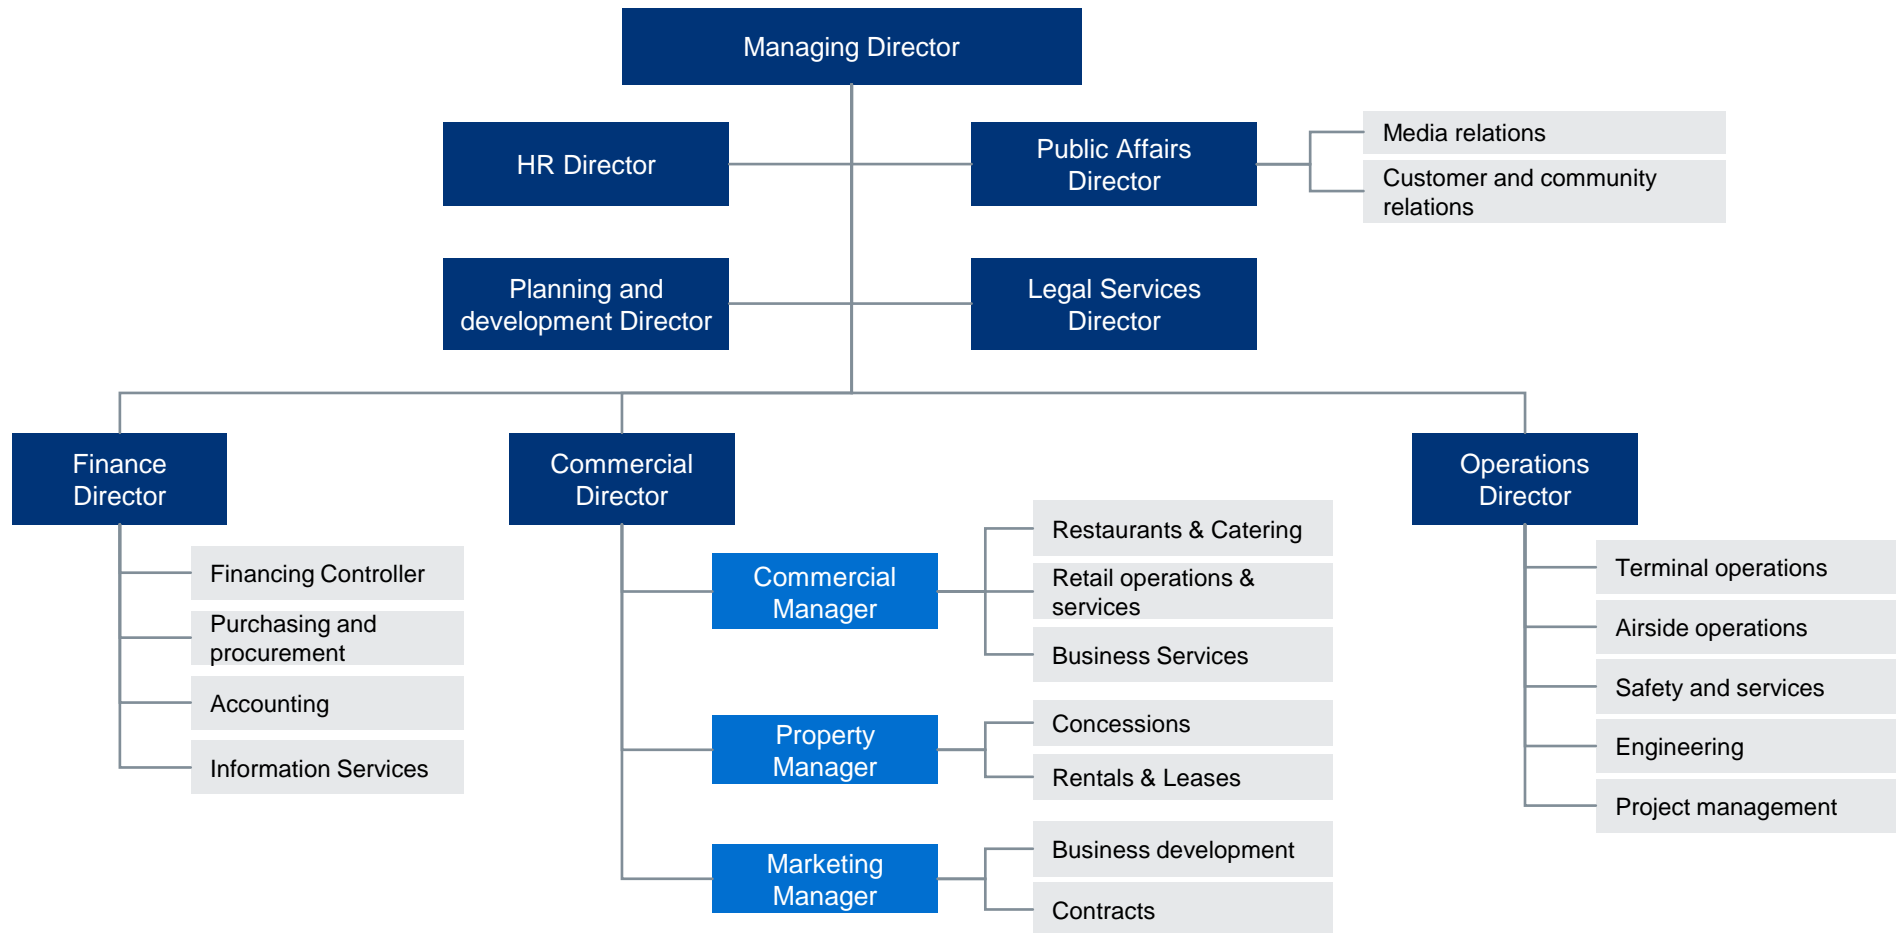 Managing Director
HR Director
Public Affairs
Director
Media relations
Customer and community
relations
Planning and
development Director
Legal Services
Director
Finance
Director
Financing Controller
Purchasing and
procurement
Accounting
Information Services
Commercial
Director
Commercial
Manager
Restaurants & Catering
Retail operations &
services
Business Services
Property
Manager
Concessions
Rentals & Leases
Marketing
Manager
Business development
Contracts
Operations
Director
Terminal operations
Airside operations
Safety and services
Engineering
Project management